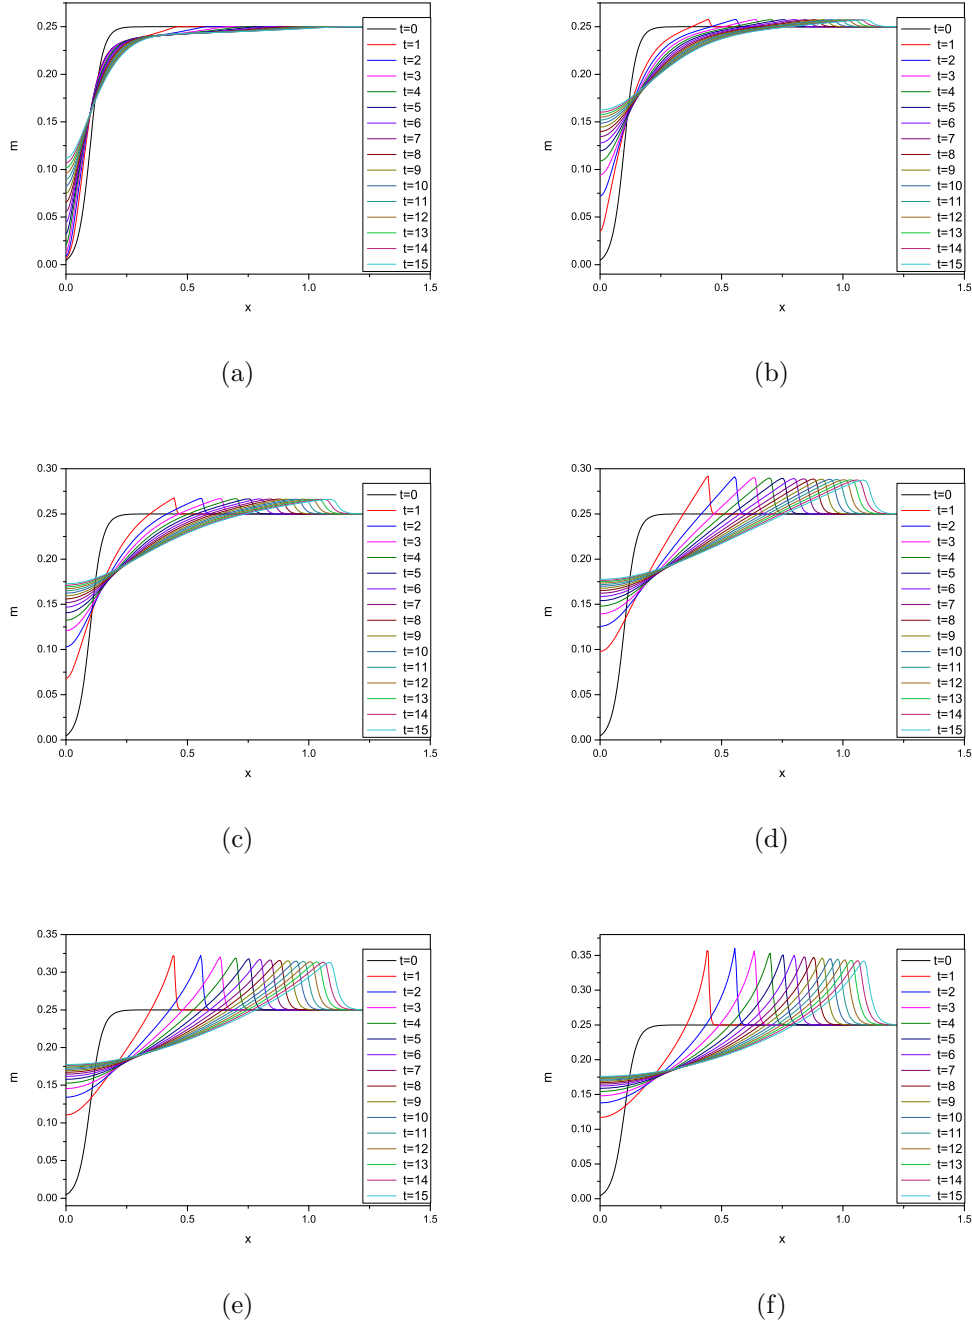 0.25
0.20
0.15
0.10
0.05
0.00
m
0.0 0.5 1.0 1.5
x
t=0
t=1
t=2
t=3
t=4
t=5
t=6
t=7
t=8
t=9
t=10
t=11
t=12
t=13
t=14
t=15
(a)
0.25
0.20
0.15
0.10
0.05
0.00
m
0.0 0.5 1.0 1.5
x
t=0
t=1
t=2
t=3
t=4
t=5
t=6
t=7
t=8
t=9
t=10
t=11
t=12
t=13
t=14
t=15
(b)
0.30
0.25
0.20
0.15
0.10
0.05
0.00
m
0.0 0.5 1.0 1.5
x
t=0
t=1
t=2
t=3
t=4
t=5
t=6
t=7
t=8
t=9
t=10
t=11
t=12
t=13
t=14
t=15
(c)
0.30
0.25
0.20
0.15
0.10
0.05
0.00
m
0.0 0.5 1.0 1.5
x
t=0
t=1
t=2
t=3
t=4
t=5
t=6
t=7
t=8
t=9
t=10
t=11
t=12
t=13
t=14
t=15
(d)
0.35
0.30
0.25
0.20
0.15
0.10
0.05
0.00
m
0.0 0.5 1.0 1.5
x
t=0
t=1
t=2
t=3
t=4
t=5
t=6
t=7
t=8
t=9
t=10
t=11
t=12
t=13
t=14
t=15
(e)
0.35
0.30
0.25
0.20
0.15
0.10
0.05
0.00
m
0.0 0.5 1.0 1.5
x
t=0
t=1
t=2
t=3
t=4
t=5
t=6
t=7
t=8
t=9
t=10
t=11
t=12
t=13
t=14
t=15
(f)